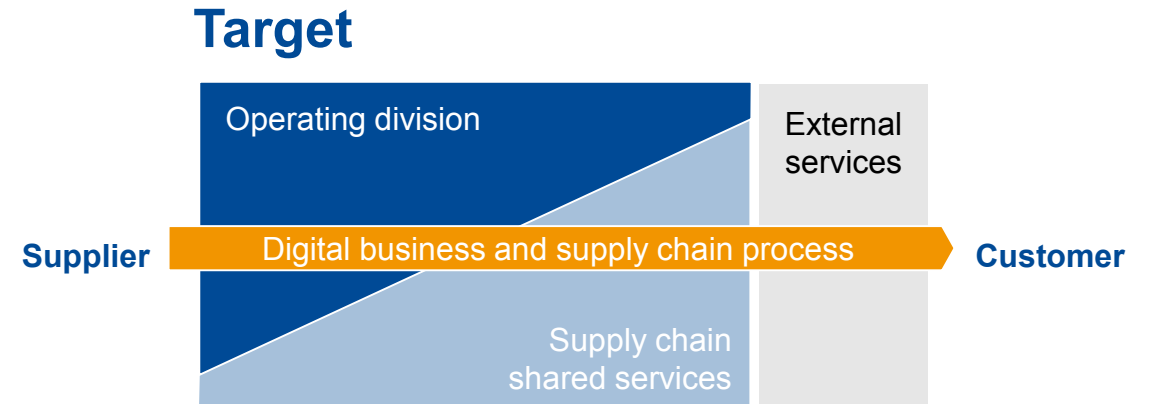 Target
Operating division
External
services
Supplier
Digital business and supply chain process
Customer
Supply chain
shared services